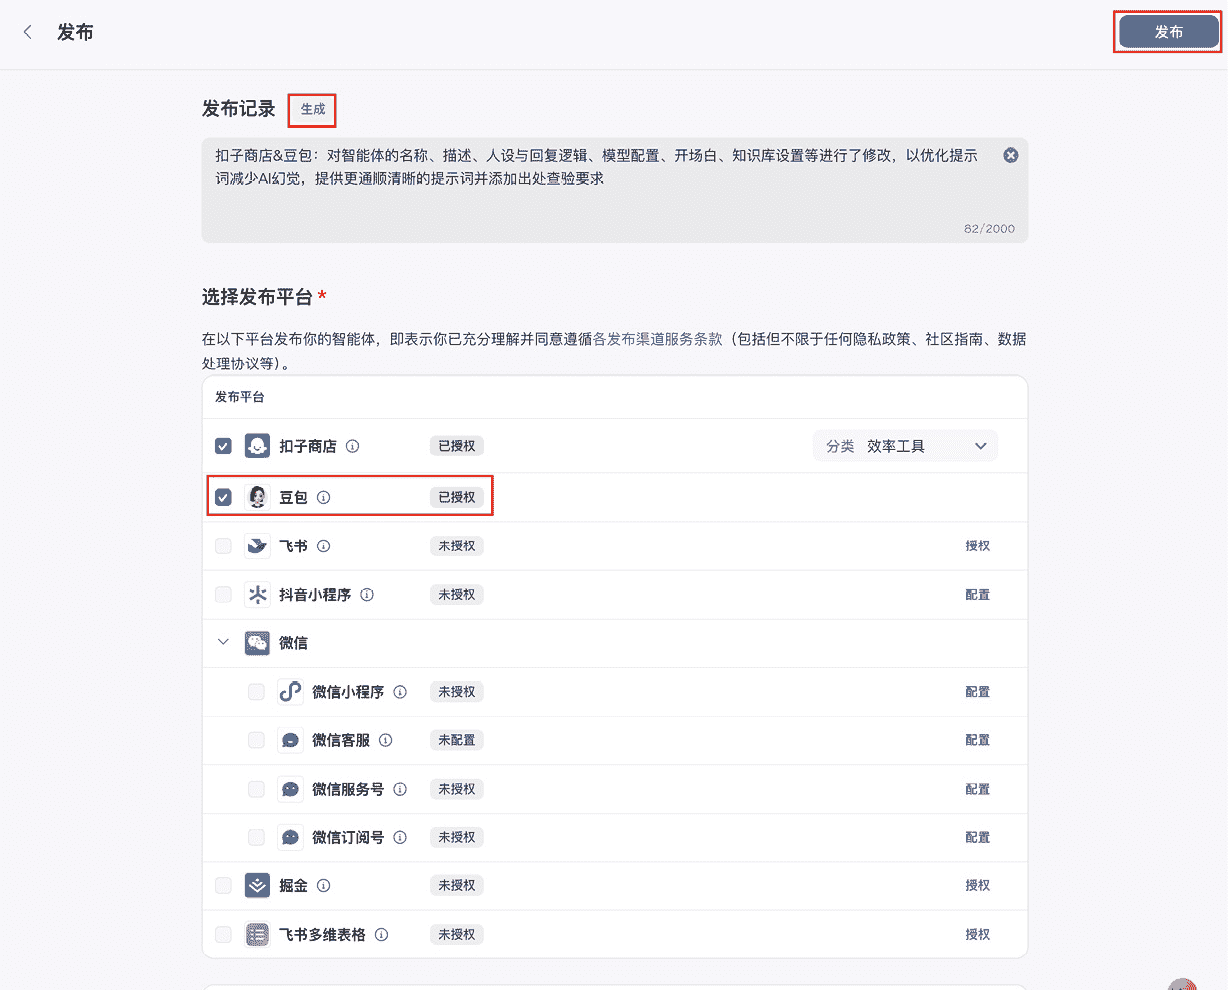 发布
发布
发布记录 生成
扣子商店&豆包：对智能体的名称、描述、人设与回复逻辑、模型配置、开场白、知识库设置等进行了修改，以优化提示
词减少AI幻觉，提供更通顺清晰的提示词并添加出处查验要求
82/2000
选择发布平台*
在以下平台发布你的智能体，即表示你已充分理解并同意遵循各发布渠道服务条款（包括但不限于任何隐私政策、社区指南、数据
处理协议等）。
发布平台
扣子商店 已授权 分类 效率工具
豆包 已授权
飞书 未授权 授权
抖音小程序 未授权 配置
微信
微信小程序 未授权 配置
微信客服 未配置 配置
微信服务号 未授权 配置
微信订阅号 未授权 配置
掘金 未授权 授权
飞书多维表格 未授权 授权